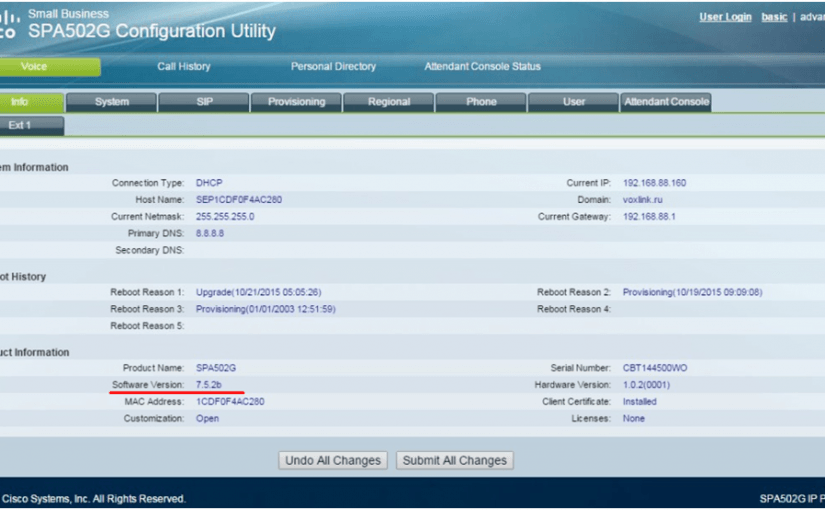 Small Business
co SPA502G Configuration Utility
User Login basic | advan
Voice Call History Personal Directory Attendant Console Status
Info System SIP Provisioning Regional Phone User Attendant Console
Ext 1
em Information
Connection Type: DHCP Current IP: 192.168.88.160
Host Name: SEP1CDF0F4AC280 Domain: voxlink.ru
Current Netmask: 255.255.255.0 Current Gateway: 192.168.88.1
Primary DNS: 8.8.8.8
Secondary DNS:
ot History
Reboot Reason 1: Upgrade(10/21/2015 05:05:26) Reboot Reason 2: Provisioning(10/19/2015 09:09:08)
Reboot Reason 3: Provisioning(01/01/2003 12:51:59) Reboot Reason 4:
Reboot Reason 5:
uct Information
Product Name: SPA502G Serial Number: CBT144500WO
Software Version: 7.5.2b Hardware Version: 1.0.2(0001)
MAC Address: 1CDF0F4AC280 Client Certificate: Installed
Customization: Open Licenses: None
Undo All Changes Submit All Changes
Cisco Systems, Inc. All Rights Reserved. SPA502G IP P